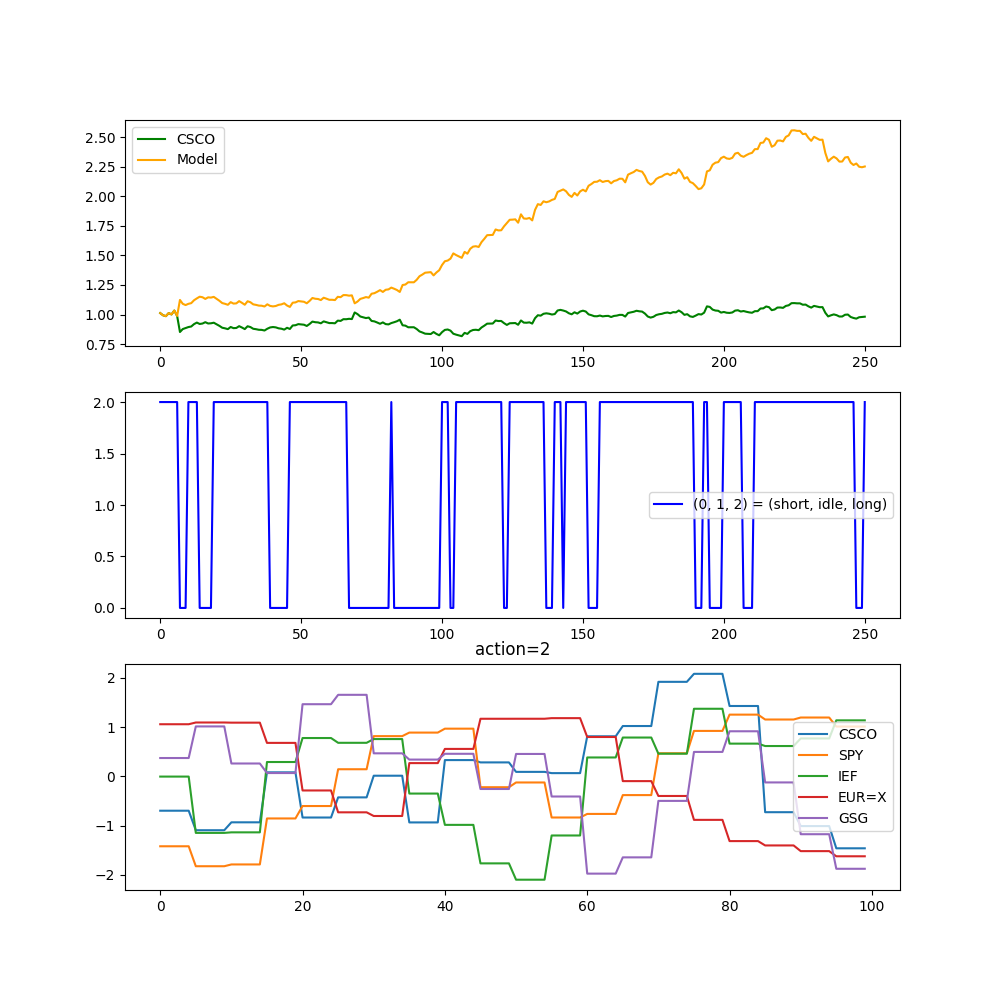 CSCO
Model
2.50
2.25
2.00
1.75
1.50
1.25
1.00
0.75
0 50 100 150 200 250
2.0
1.5
1.0
0.5
0.0
(0, 1, 2) = (short, idle, long)
0 50 100 150 200 250
action=2
2
1
0
−1
−2
CSCO
SPY
IEF
EUR=X
GSG
0 20 40 60 80 100